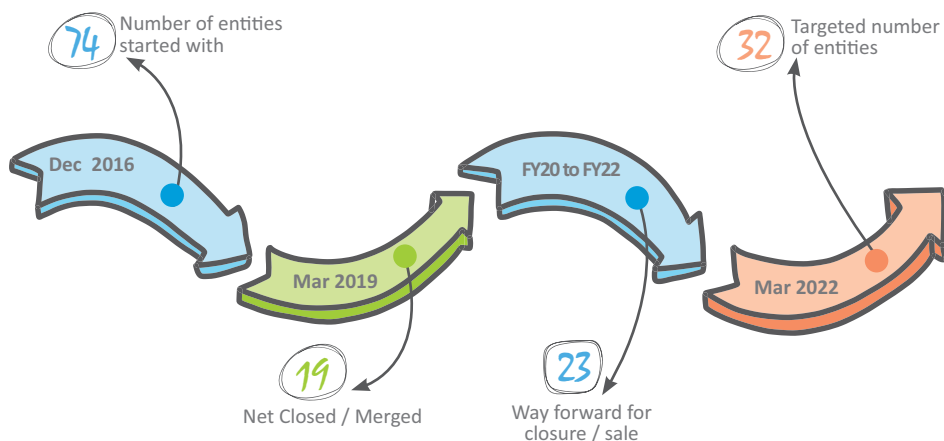 74
Number of entities
started with
32
Targeted number
of entities
Dec 2016
FY20 to FY22
Mar 2019
Mar 2022
19
Net Closed / Merged
23
Way forward for
closure / sale